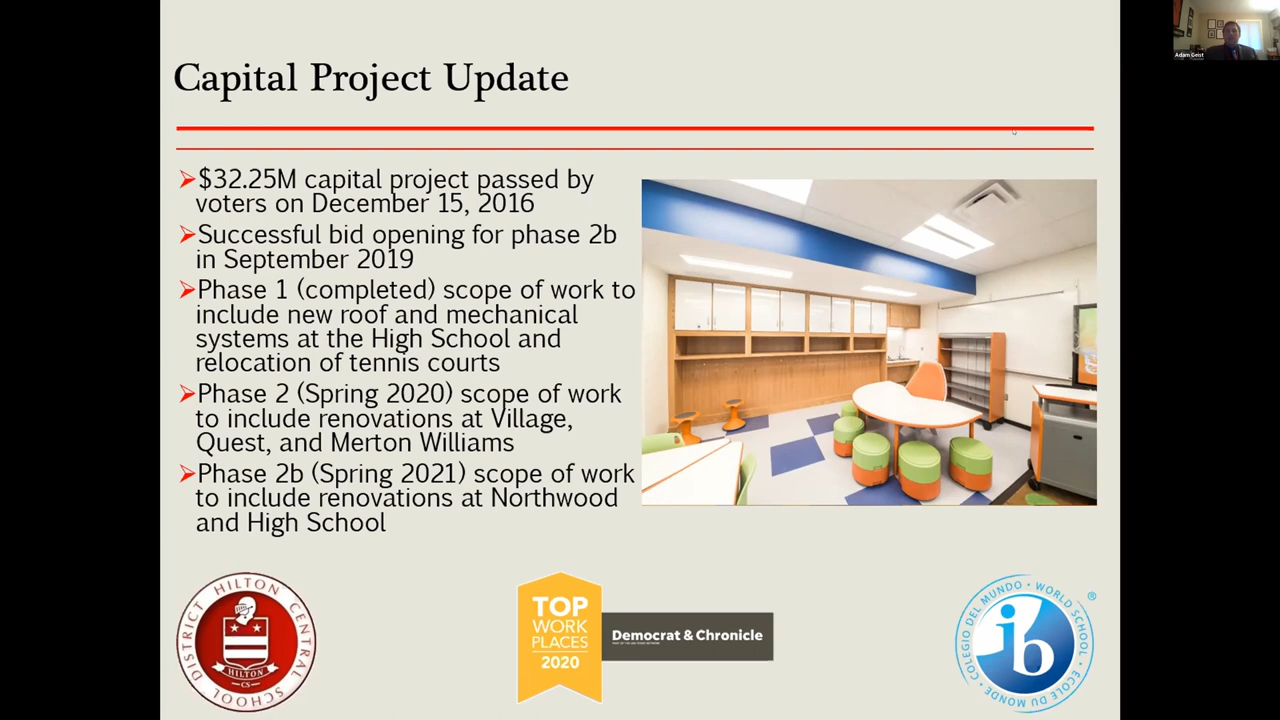 Adam Geist
Capital Project Update
$32.25M capital project passed by
voters on December 15, 2016
Successful bid opening for phase 2b
in September 2019
Phase 1 (completed) scope of work to
include new roof and mechanical
systems at the High School and
relocation of tennis courts
Phase 2 (Spring 2020) scope of work
to include renovations at Village,
Quest, and Merton Williams
Phase 2b (Spring 2021) scope of work
to include renovations at Northwood
and High School
HILTON CENTRAL SCHOOL DISTRICT
HILTON
CS
TOP
WORK
PLACES
2020
Democrat & Chronicle
WORLD SCHOOL • ECOLE DU MONDE • COLEGIO DEL MUNDO •
ib
®